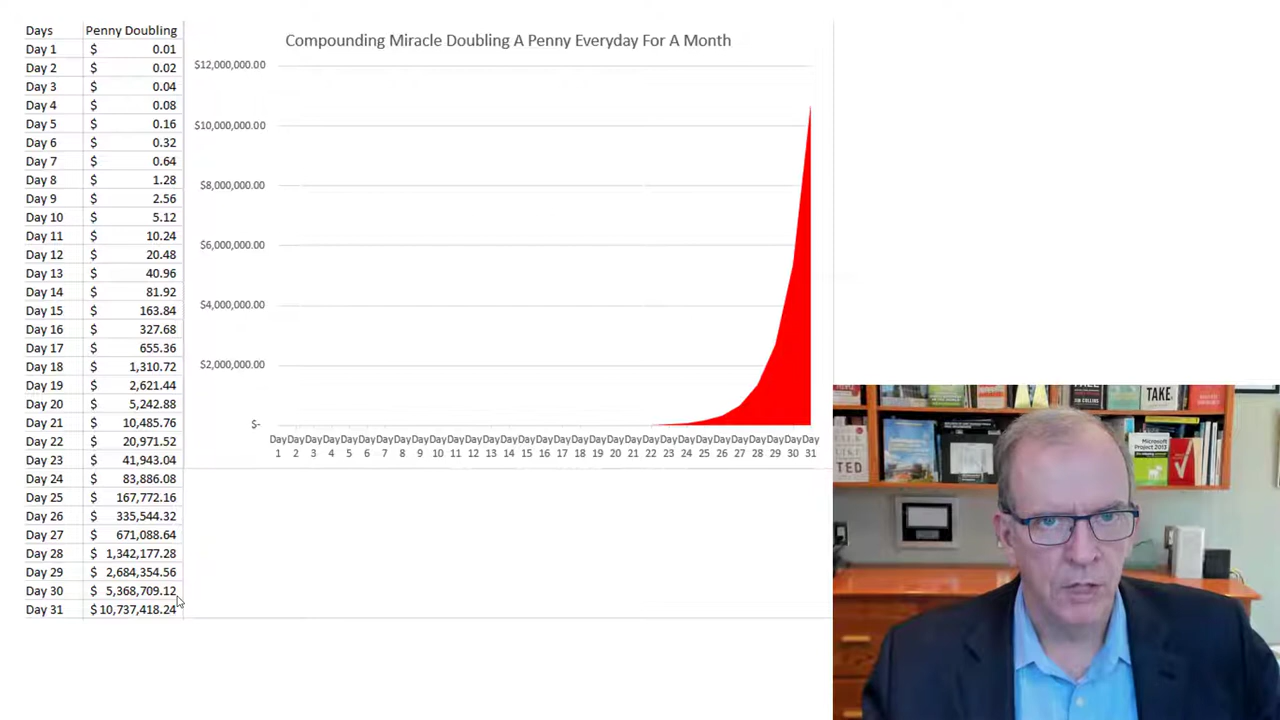 Days Penny Doubling
Day 1 $ 0.01
Day 2 $ 0.02
Day 3 $ 0.04
Day 4 $ 0.08
Day 5 $ 0.16
Day 6 $ 0.32
Day 7 $ 0.64
Day 8 $ 1.28
Day 9 $ 2.56
Day 10 $ 5.12
Day 11 $ 10.24
Day 12 $ 20.48
Day 13 $ 40.96
Day 14 $ 81.92
Day 15 $ 163.84
Day 16 $ 327.68
Day 17 $ 655.36
Day 18 $ 1,310.72
Day 19 $ 2,621.44
Day 20 $ 5,242.88
Day 21 $ 10,485.76
Day 22 $ 20,971.52
Day 23 $ 41,943.04
Day 24 $ 83,886.08
Day 25 $ 167,772.16
Day 26 $ 335,544.32
Day 27 $ 671,088.64
Day 28 $ 1,342,177.28
Day 29 $ 2,684,354.56
Day 30 $ 5,368,709.12
Day 31 $ 10,737,418.24
Compounding Miracle Doubling A Penny Everyday For A Month
$12,000,000.00
$10,000,000.00
$8,000,000.00
$6,000,000.00
$4,000,000.00
$2,000,000.00
$-
Day Day Day Day Day Day Day Day Day Day Day Day Day Day Day Day Day Day Day Day Day Day Day Day Day Day Day Day Day Day Day
1 2 3 4 5 6 7 8 9 10 11 12 13 14 15 16 17 18 19 20 21 22 23 24 25 26 27 28 29 30 31
JIM COLLINS
TAKE.
TALK
LIKE
TED
Microsoft
Project 2013